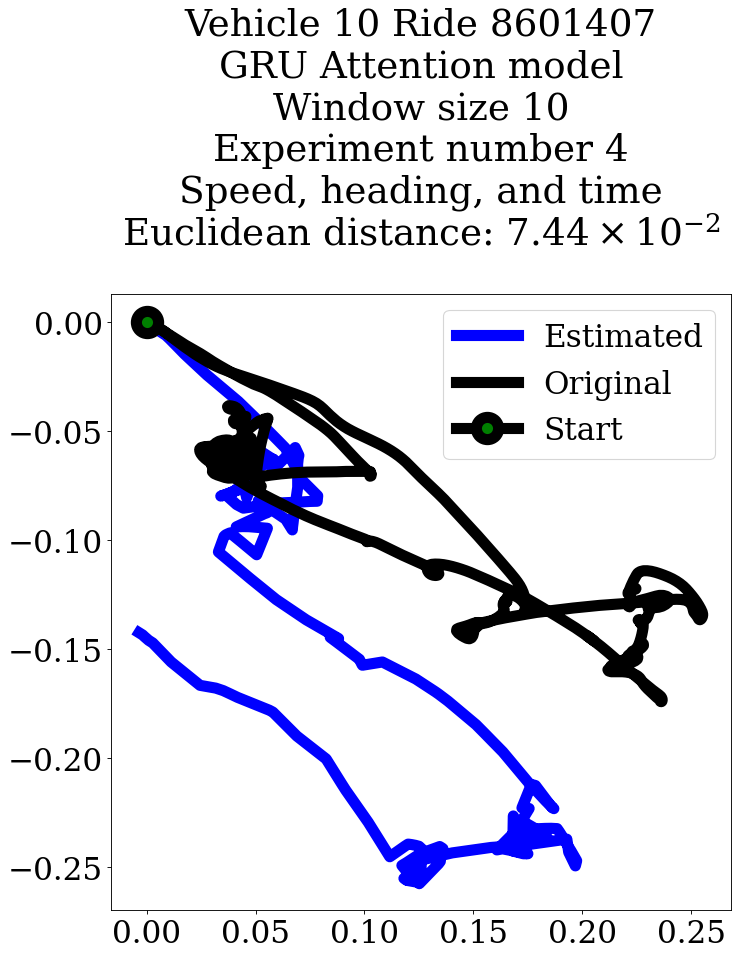 Vehicle 10 Ride 8601407
GRU Attention model
Window size 10
Experiment number 4
Speed, heading, and time
Euclidean distance: 7.44 × 10⁻²
Estimated
Original
Start
0.00
−0.05
−0.10
−0.15
−0.20
−0.25
0.00 0.05 0.10 0.15 0.20 0.25